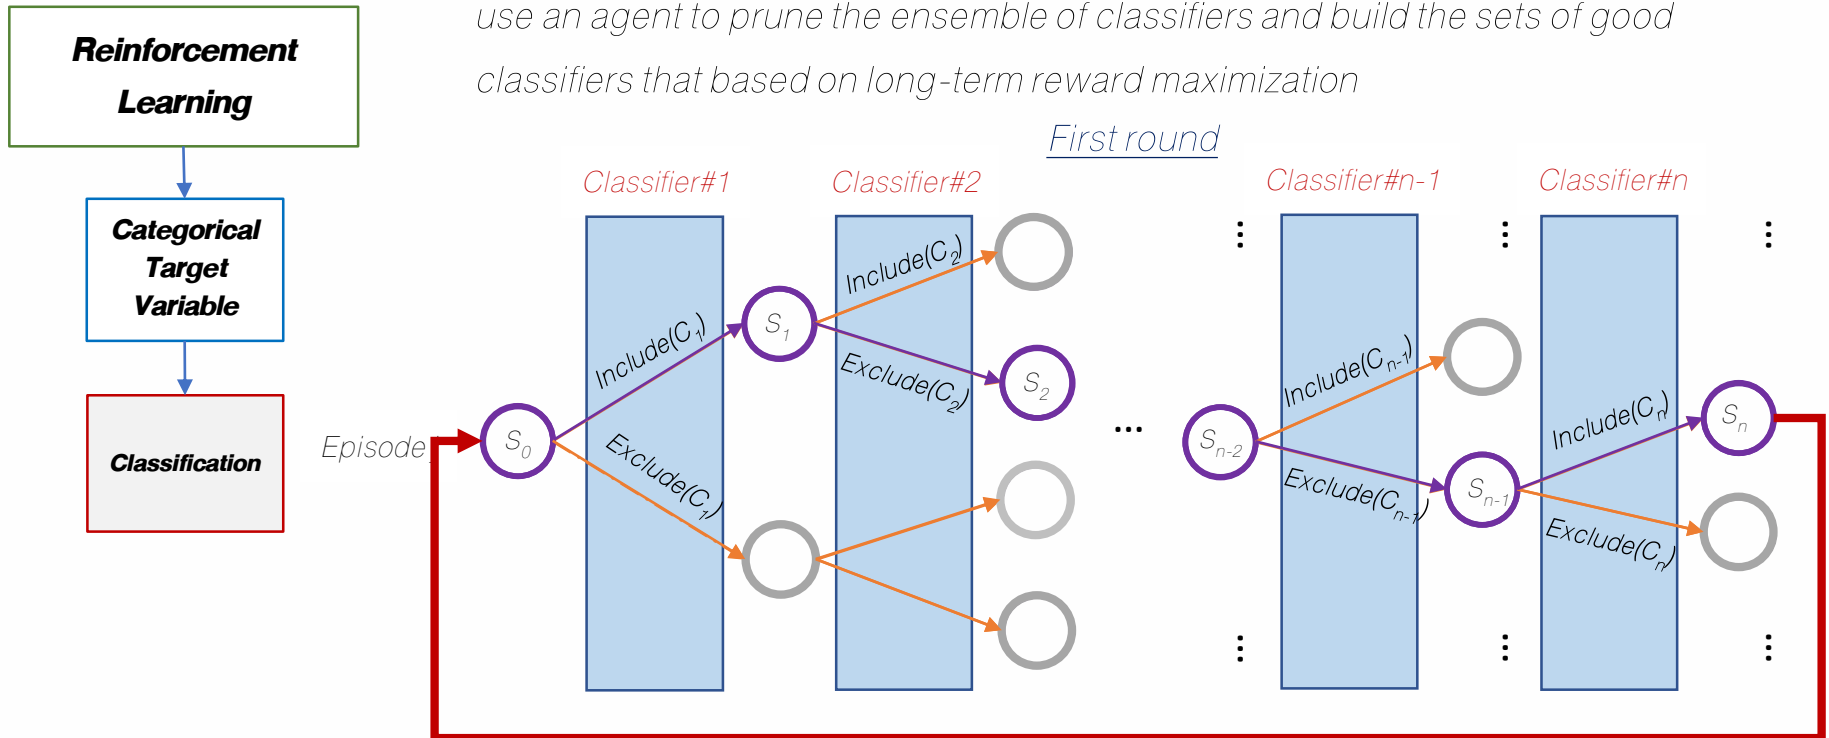 use an agent to prune the ensemble of classifiers and build the sets of good
classifiers that based on long-term reward maximization
Reinforcement
Learning
Categorical
Target
Variable
Classification
First round
Classifier#1
Classifier#2
Classifier#n-1
Classifier#n
Episode
S0
Include(C1)
Exclude(C1)
S1
Include(C2)
Exclude(C2)
S2
...
Sn-2
Include(Cn-1)
Exclude(Cn-1)
Sn-1
Include(Cn)
Exclude(Cn)
Sn